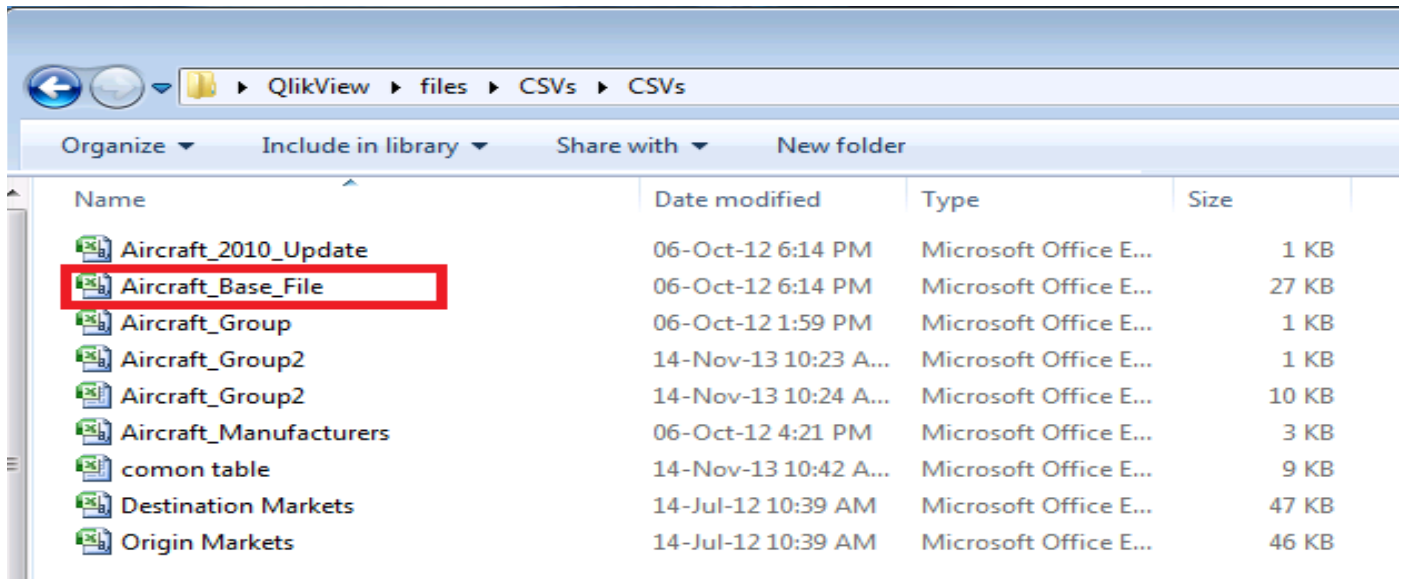 QlikView ▸ files ▸ CSVs ▸ CSVs
Organize Include in library Share with New folder
Name Date modified Type Size
Aircraft_2010_Update 06-Oct-12 6:14 PM Microsoft Office E... 1 KB
Aircraft_Base_File 06-Oct-12 6:14 PM Microsoft Office E... 27 KB
Aircraft_Group 06-Oct-12 1:59 PM Microsoft Office E... 1 KB
Aircraft_Group2 14-Nov-13 10:23 A... Microsoft Office E... 1 KB
Aircraft_Group2 14-Nov-13 10:24 A... Microsoft Office E... 10 KB
Aircraft_Manufacturers 06-Oct-12 4:21 PM Microsoft Office E... 3 KB
comon table 14-Nov-13 10:42 A... Microsoft Office E... 9 KB
Destination Markets 14-Jul-12 10:39 AM Microsoft Office E... 47 KB
Origin Markets 14-Jul-12 10:39 AM Microsoft Office E... 46 KB